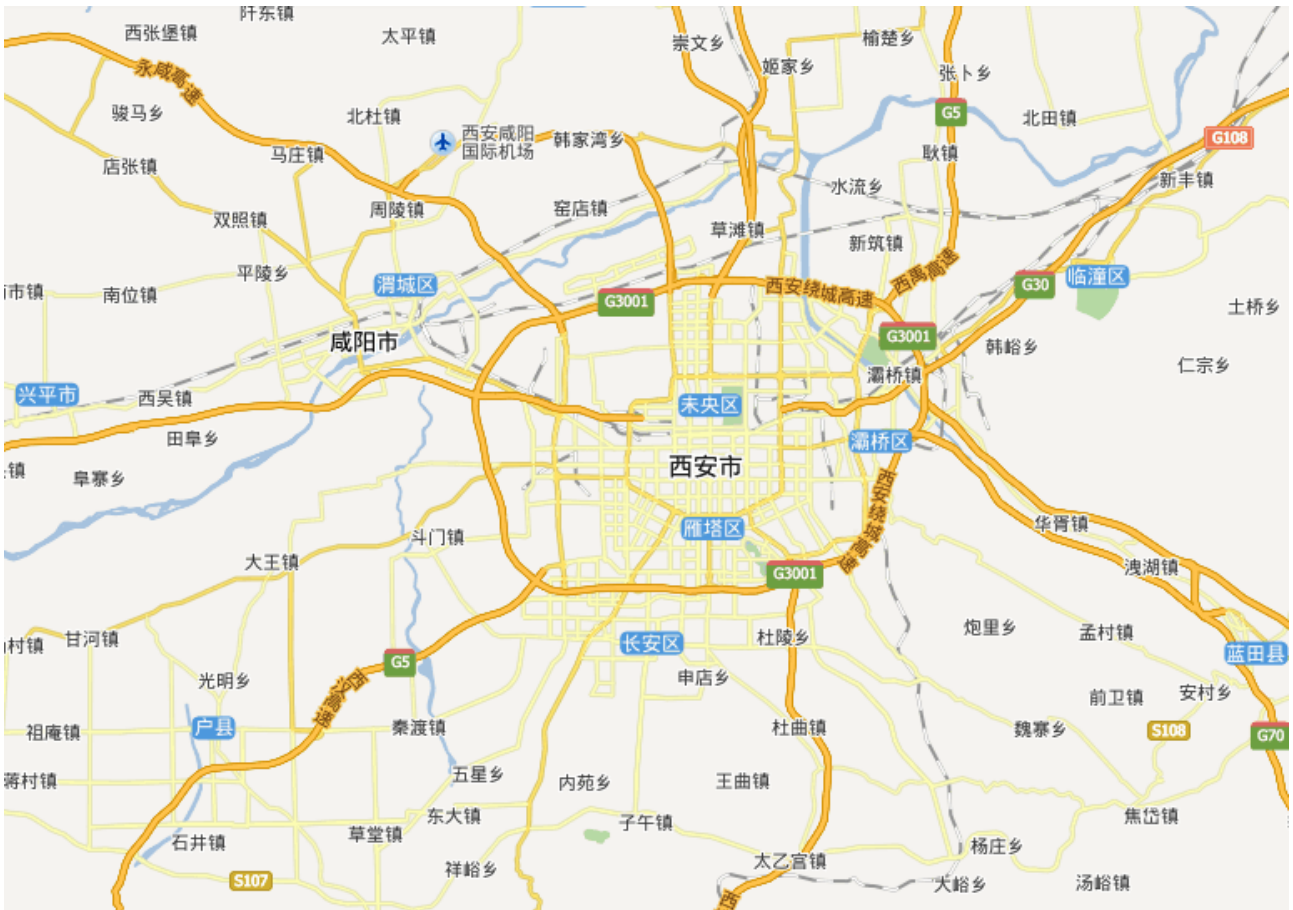 阡东镇
西张堡镇
太平镇
崇文乡
榆楚乡
姬家乡
张卜乡
永咸高速
骏马乡
北杜镇
G5
北田镇
西安咸阳
国际机场
韩家湾乡
G108
马庄镇
店张镇
耿镇
新丰镇
水流乡
周陵镇
窑店镇
双照镇
草滩镇
新筑镇
平陵乡
渭城区
西安绕城高速
西禹高速
G30
临潼区
市镇
南位镇
G3001
土桥乡
G3001
咸阳市
韩峪乡
仁宗乡
灞桥镇
兴平市
西吴镇
未央区
田阜乡
灞桥区
西安市
镇
阜寨乡
西安绕城高速
雁塔区
华胥镇
斗门镇
大王镇
G3001
洩湖镇
炮里乡
孟村镇
村镇
甘河镇
长安区
杜陵乡
蓝田县
G5
光明乡
西汉高速
申店乡
前卫镇
安村乡
祖庵镇
户县
秦渡镇
杜曲镇
魏寨乡
S108
G70
蒋村镇
五星乡
内苑乡
王曲镇
东大镇
子午镇
焦岱镇
石井镇
草堂镇
杨庄乡
祥峪乡
太乙宫镇
S107
大峪乡
汤峪镇
西